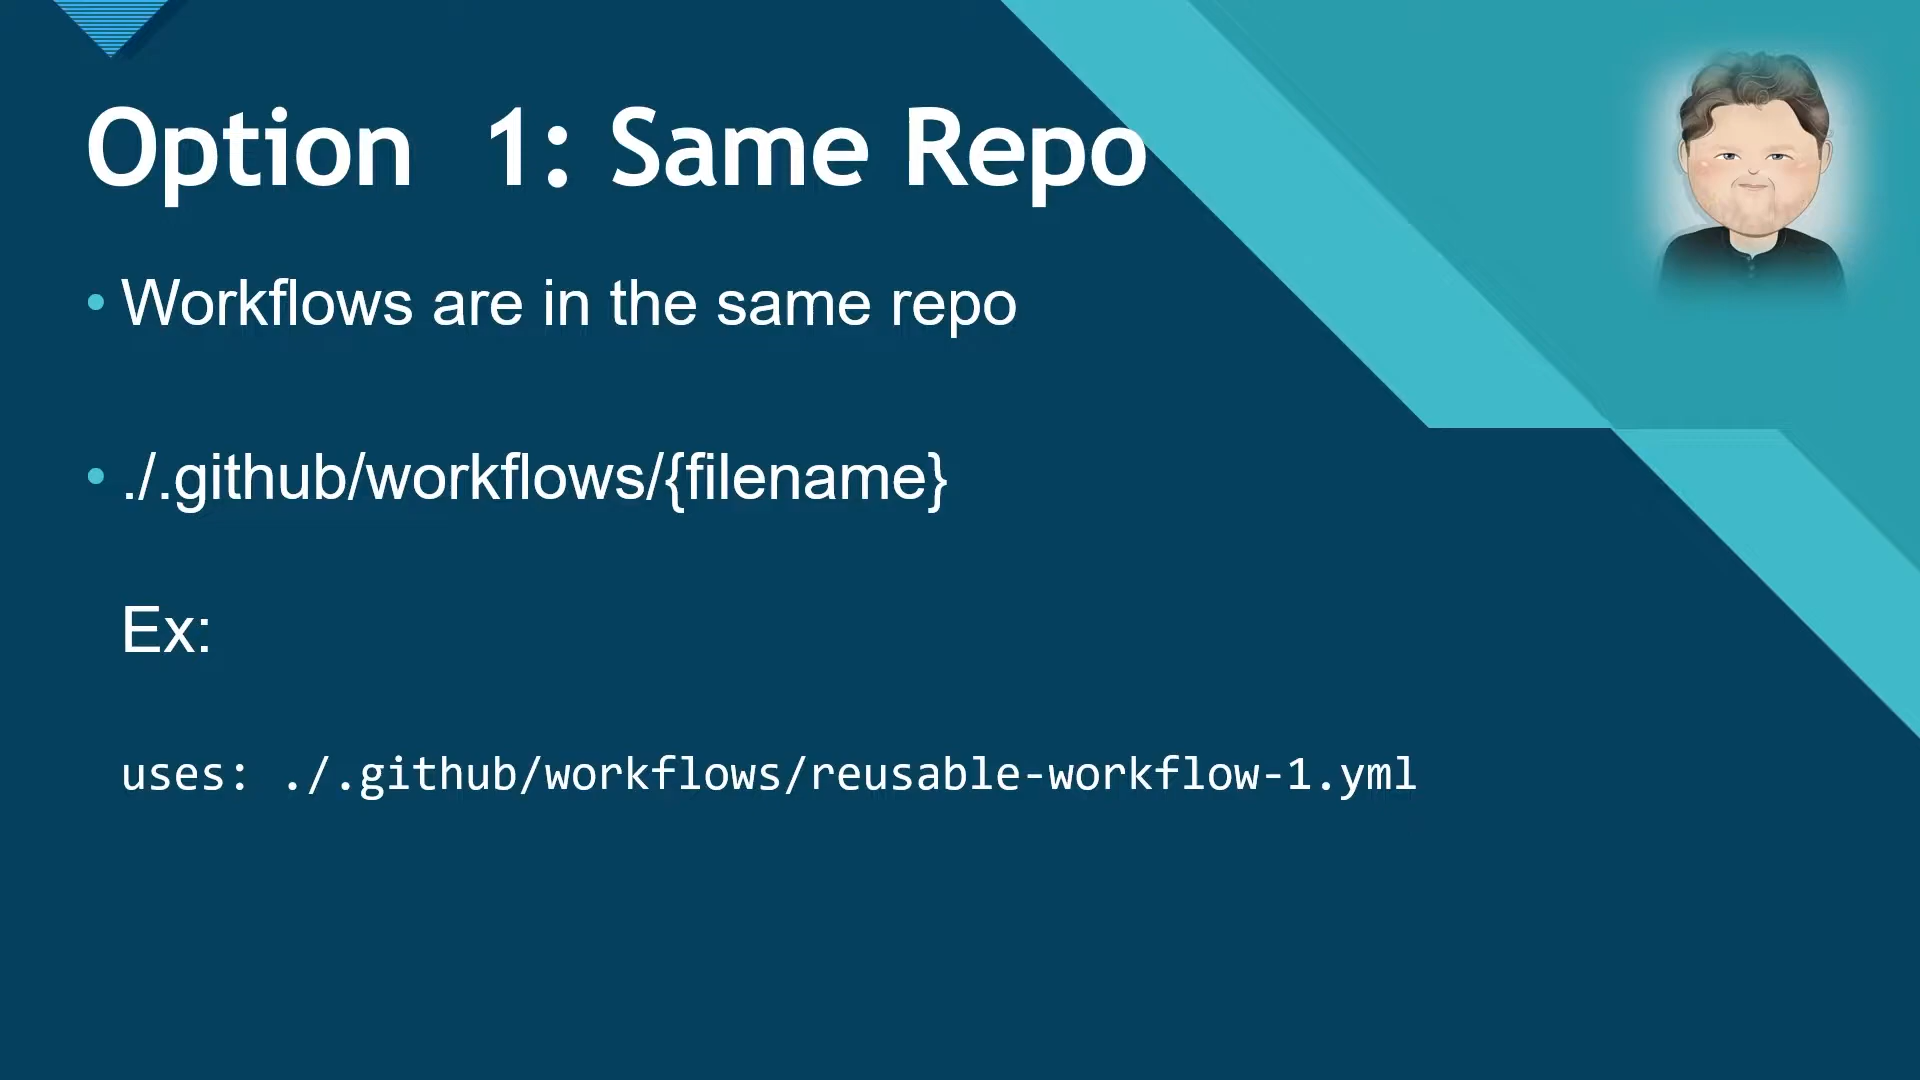 Option  1: Same Repo
• Workflows are in the same repo
• ./.github/workflows/{filename}
Ex:
uses: ./.github/workflows/reusable-workflow-1.yml